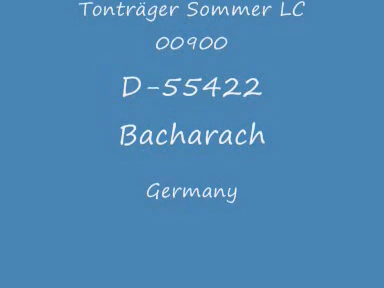 Tonträger Sommer LC
00900
D-55422
Bacharach
Germany